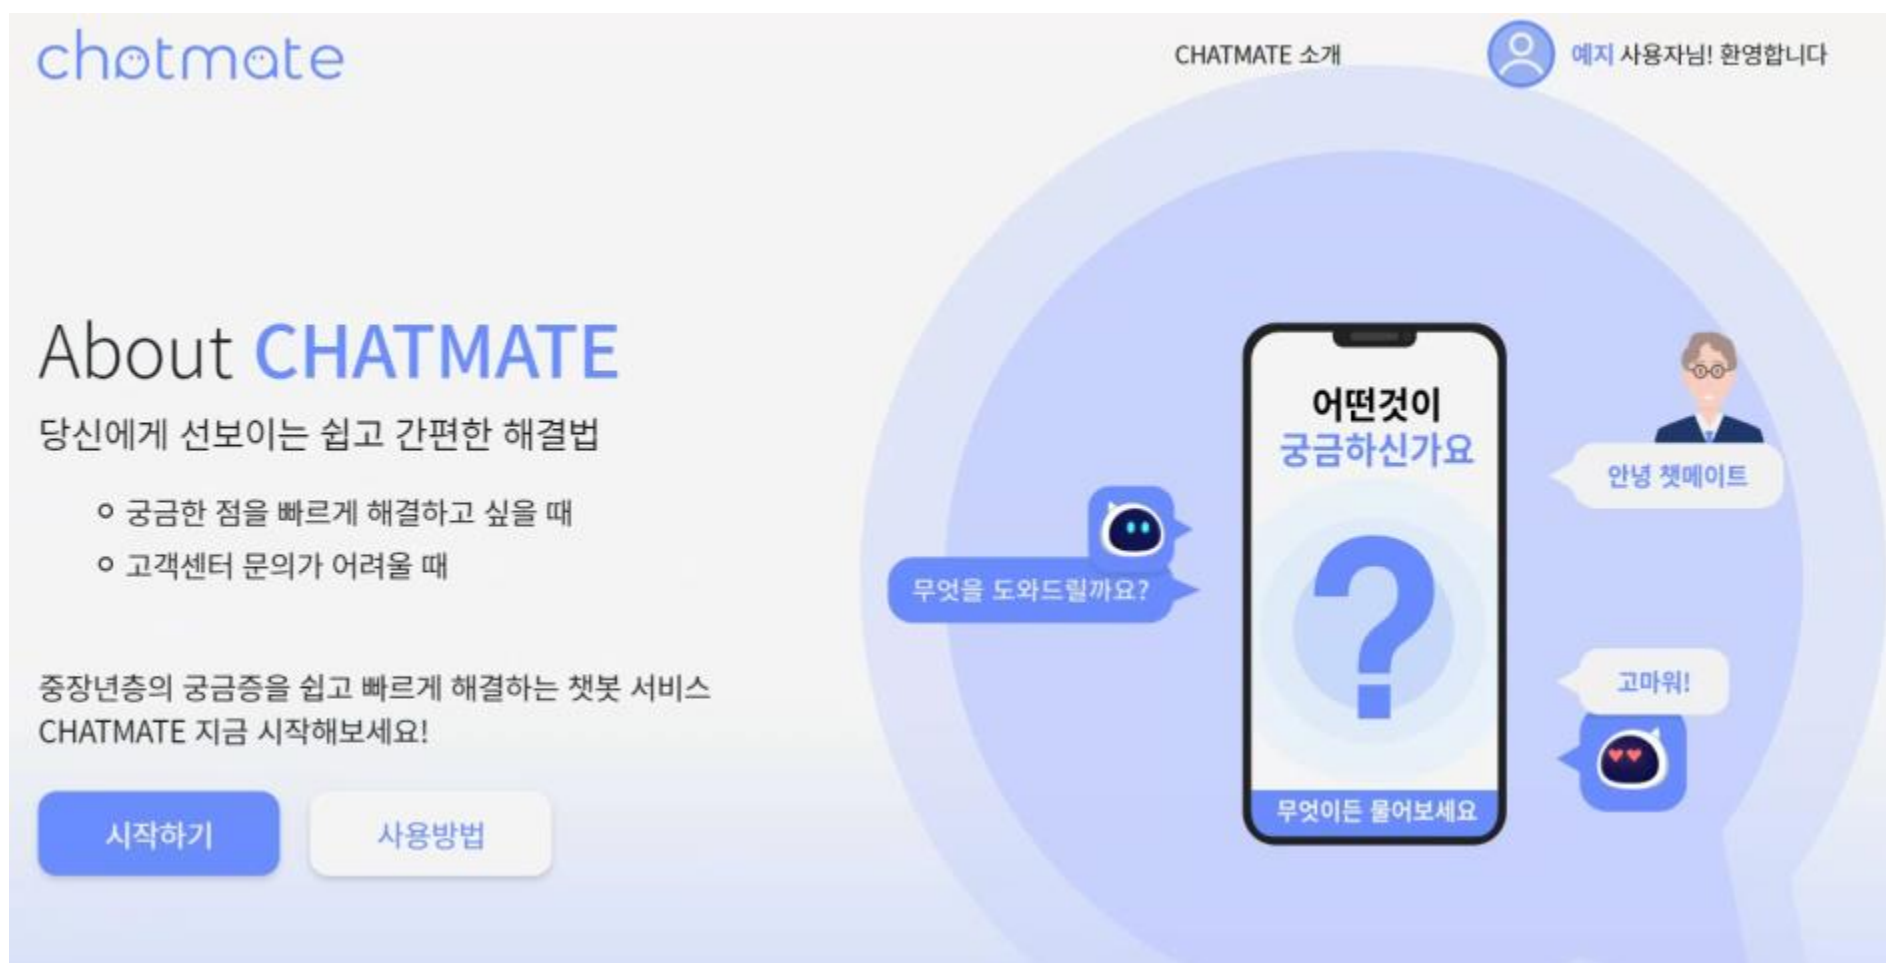 chatmate
CHATMATE 소개
예지 사용자님! 환영합니다
About CHATMATE
당신에게 선보이는 쉽고 간편한 해결법
궁금한 점을 빠르게 해결하고 싶을 때
고객센터 문의가 어려울 때
중장년층의 궁금증을 쉽고 빠르게 해결하는 챗봇 서비스
CHATMATE 지금 시작해보세요!
시작하기
사용방법
어떤것이
궁금하신가요
?
무엇이든 물어보세요
무엇을 도와드릴까요?
안녕 챗메이트
고마워!